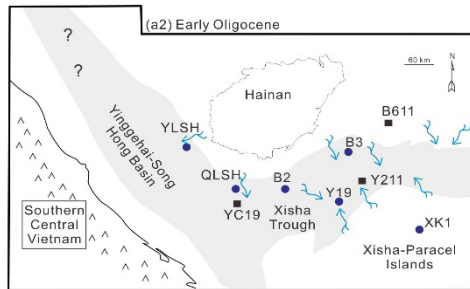 (a2) Early Oligocene
?
?
60 km
N
B611
Hainan
YLSH
Yinggehai-Song
Hong Basin
B3
QLSH
B2
Y211
YC19
Y19
Xisha
Trough
Southern
Central
Vietnam
XK1
Xisha-Paracel
Islands